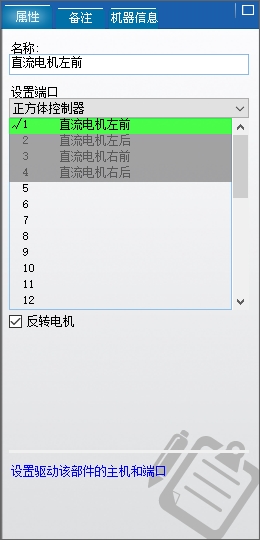 属性 备注 机器信息
名称:
直流电机左前
设置端口
正方体控制器
✓1 直流电机左前
2 直流电机左后
3 直流电机右前
4 直流电机右后
5
6
7
8
9
10
11
12
反转电机
设置驱动该部件的主机和端口